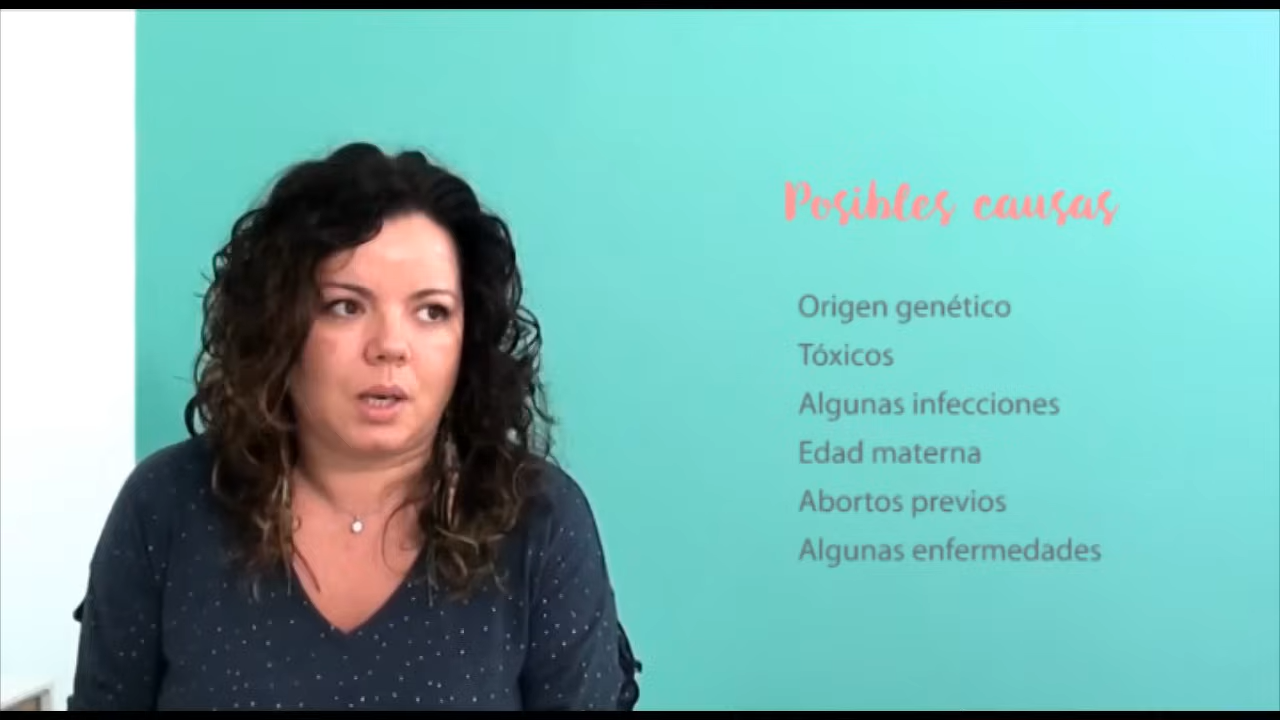 Posibles causas
Origen genético
Tóxicos
Algunas infecciones
Edad materna
Abortos previos
Algunas enfermedades